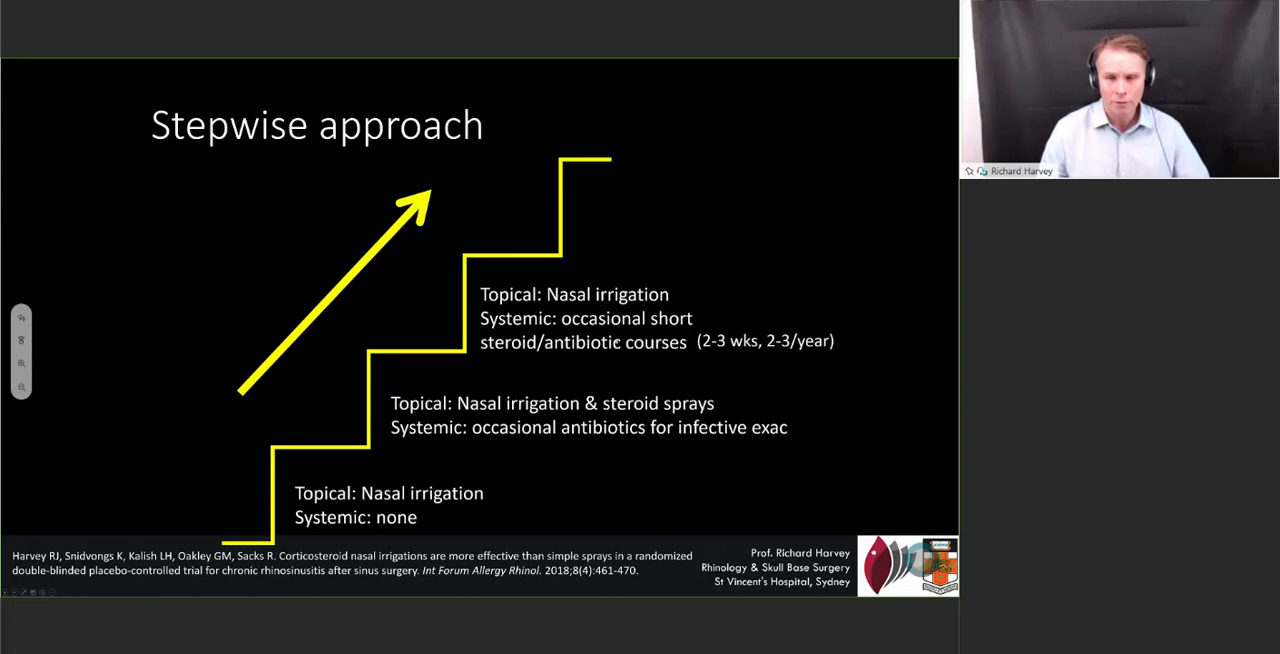 Stepwise approach
Topical: Nasal irrigation
Systemic: occasional short
steroid/antibiotic courses (2-3 wks, 2-3/year)
Topical: Nasal irrigation & steroid sprays
Systemic: occasional antibiotics for infective exac
Topical: Nasal irrigation
Systemic: none
Harvey RJ, Snidvongs K, Kalish LH, Oakley GM, Sacks R. Corticosteroid nasal irrigations are more effective than simple sprays in a randomized
double-blinded placebo-controlled trial for chronic rhinosinusitis after sinus surgery. Int Forum Allergy Rhinol. 2018;8(4):461-470.
Prof. Richard Harvey
Rhinology & Skull Base Surgery
St Vincent's Hospital, Sydney
Richard Harvey